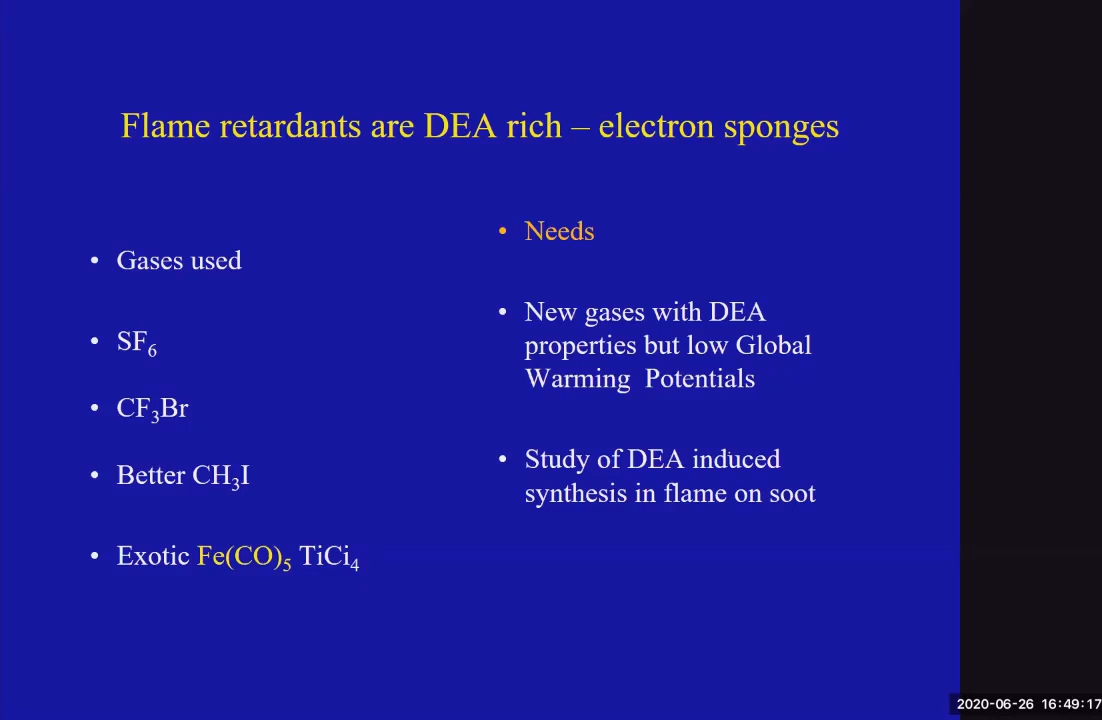 Flame retardants are DEA rich – electron sponges
• Gases used
• SF₆
• CF₃Br
• Better CH₃I
• Exotic Fe(CO)₅ TiCi₄
• Needs
• New gases with DEA
properties but low Global
Warming Potentials
• Study of DEA induced
synthesis in flame on soot
2020-06-26 16:49:17